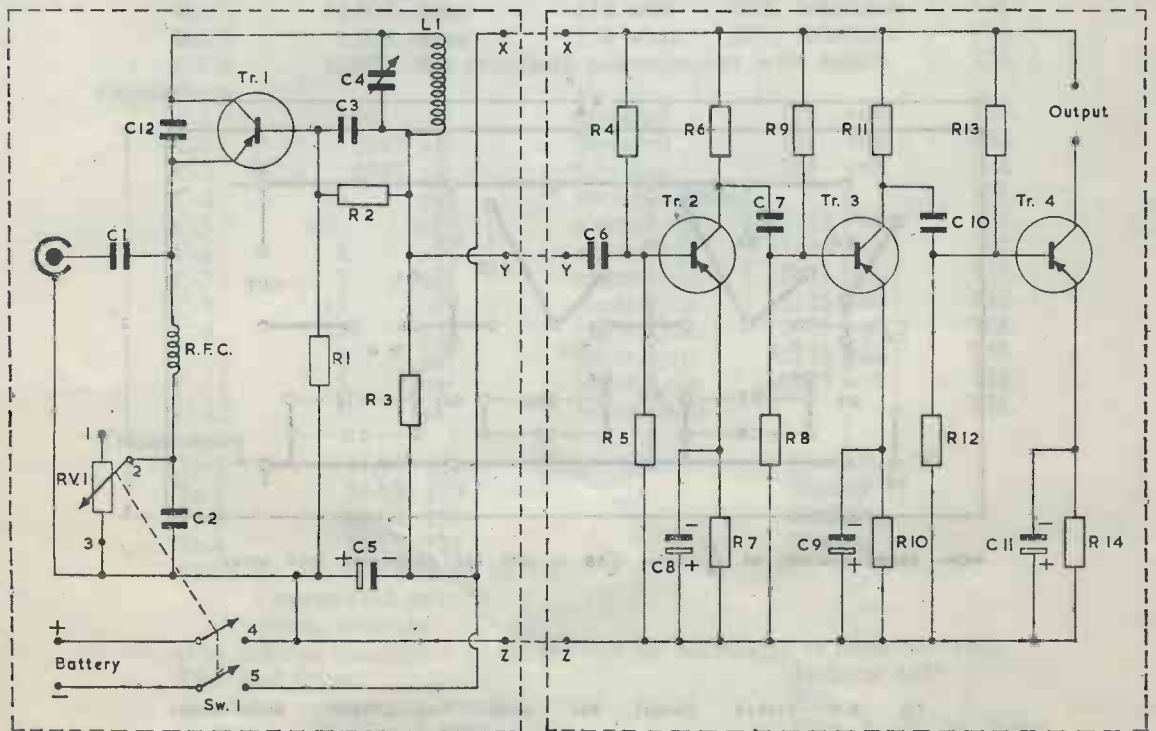 L1
X X
Tr. 1 C4
C12 C3 R4 R6 R9 R11 R13 Output
R2 Tr. 2 C7 Tr. 3 C10 Tr. 4
C1 C6
Y Y
R.F.C. R1
R3
1 R5 R8 R12
RV.1 2
C2
3 C5 + − C8 − + R7 C9 − + R10 C11 − + R14
+ 4
Battery Z Z
− 5
Sw. 1